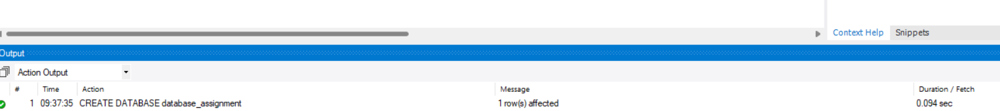 Context Help Snippets
Output
Action Output
# Time Action Message Duration / Fetch
1 09:37:35 CREATE DATABASE database_assignment 1 row(s) affected 0.094 sec